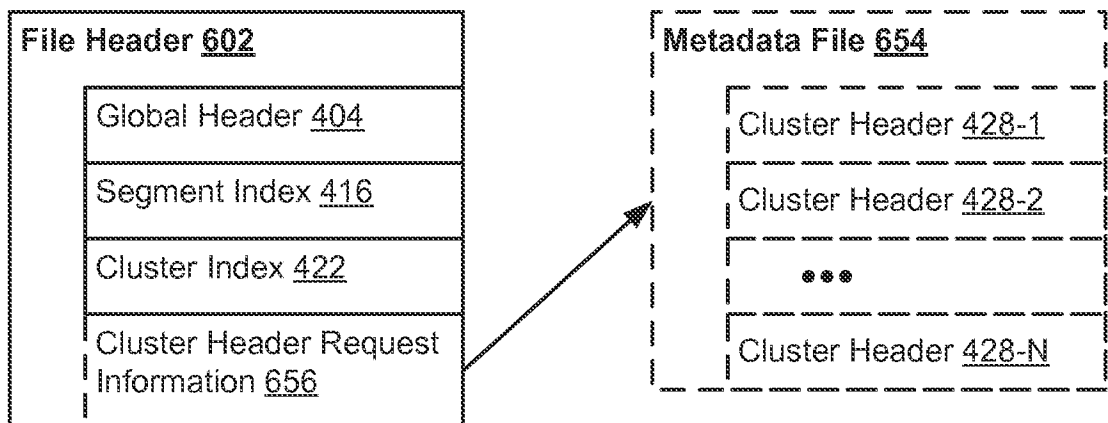 File Header 602
Global Header 404
Segment Index 416
Cluster Index 422
Cluster Header Request
Information 656
Metadata File 654
Cluster Header 428-1
Cluster Header 428-2
•••
Cluster Header 428-N